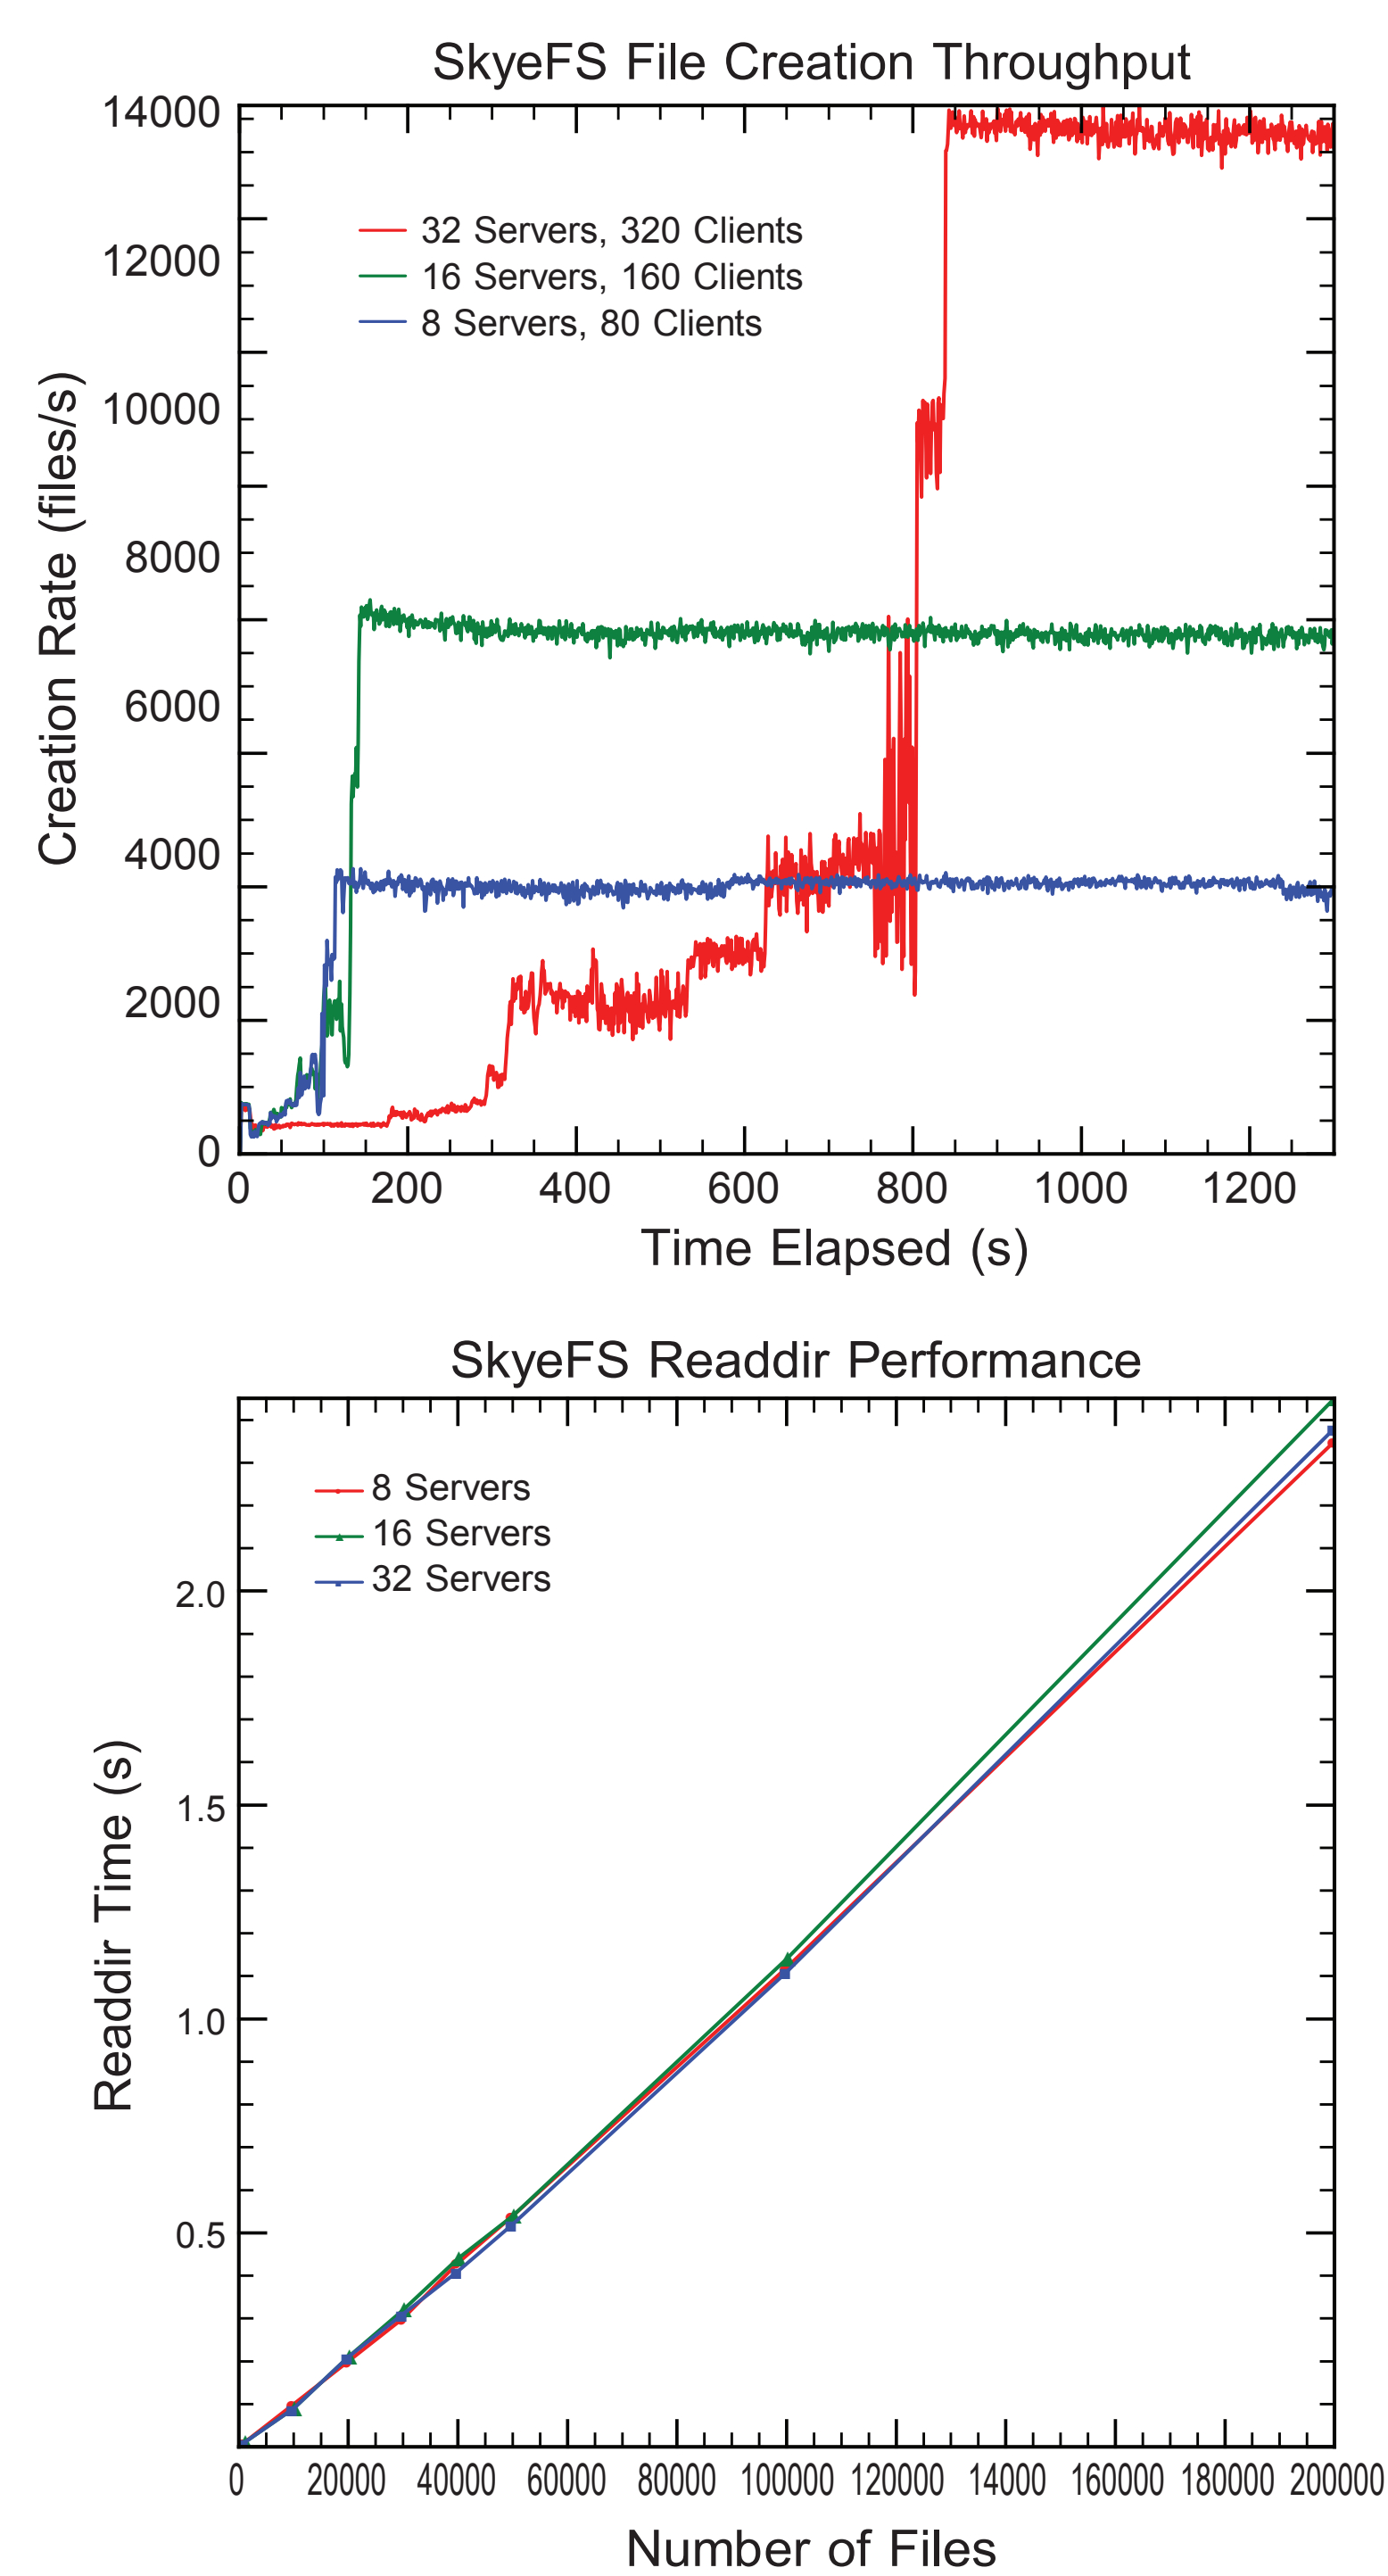 SkyeFS File Creation Throughput
14000
12000
10000
8000
6000
4000
2000
0
Creation Rate (files/s)
32 Servers, 320 Clients
16 Servers, 160 Clients
8 Servers, 80 Clients
0 200 400 600 800 1000 1200
Time Elapsed (s)
SkyeFS Readdir Performance
8 Servers
16 Servers
32 Servers
2.0
1.5
1.0
0.5
Readdir Time (s)
0 20000 40000 60000 80000 100000 120000 14000 160000 180000 200000
Number of Files